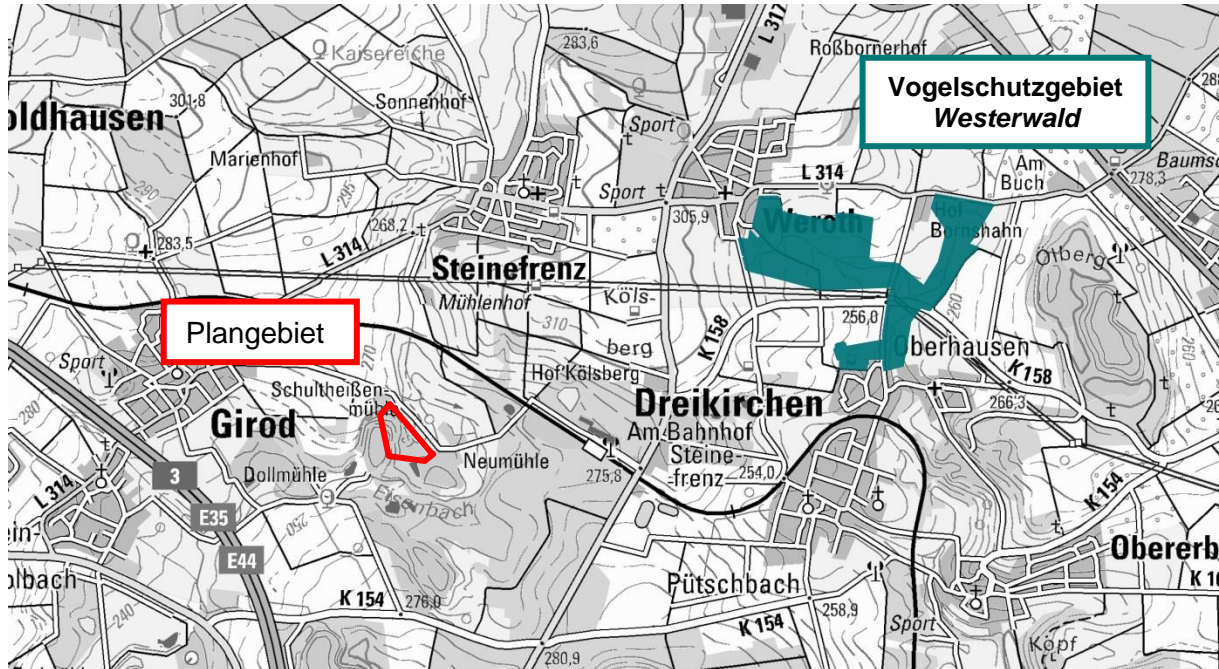 283,6
L 317
Roßbornerhof
Kaisereiche
Vogelschutzgebiet
Westerwald
301,8
Sonnenhof
oldhausen
Sport
Marienhof
Sport
L 314
Am
Buch
Baumsc
278,3
268,2
305,9
Weroth
Hof
Bornshahn
283,5
L 314
Ölberg
Steinefrenz
Mühlenhof
Köls-
berg
310
256,0
260
K 158
Oberhausen
Plangebiet
Sport
270
Hof Kölsberg
K 158
Schultheißen-
mühle
Dreikirchen
266,3
Girod
Am Bahnhof
Steine-
frenz
254,0
Neumühle
275,8
Dollmühle
3
L 314
Eisenbach
250
E35
K 154
ein-
E44
Obererb
olbach
Pütschbach
K 154
276,0
258,9
K 154
240
Sport
280,9
Köpf